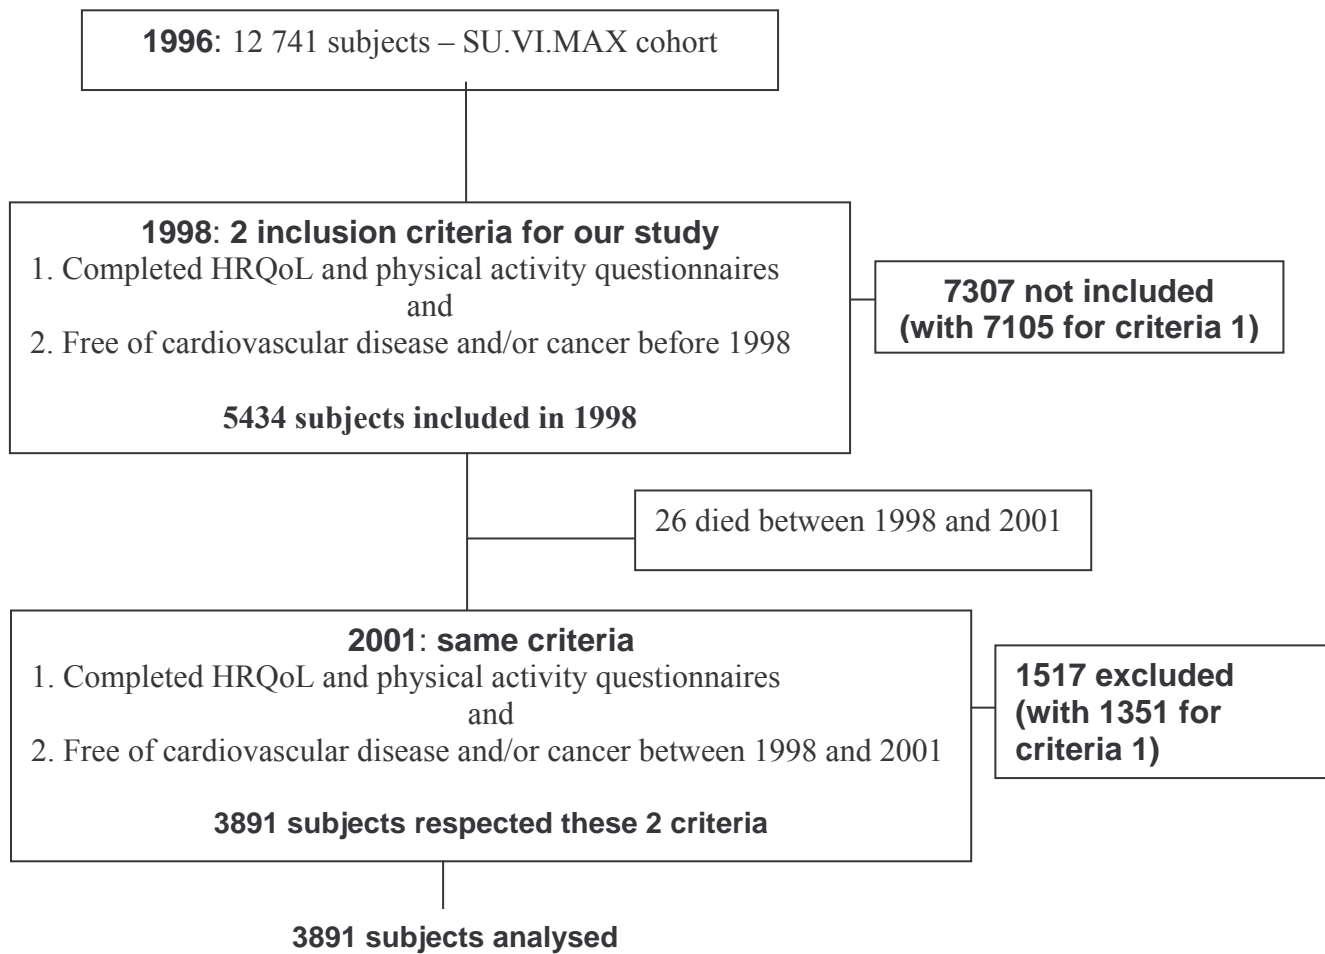 1996: 12 741 subjects – SU.VI.MAX cohort
1998: 2 inclusion criteria for our study
1. Completed HRQoL and physical activity questionnaires
and
2. Free of cardiovascular disease and/or cancer before 1998
5434 subjects included in 1998
7307 not included
(with 7105 for criteria 1)
26 died between 1998 and 2001
2001: same criteria
1. Completed HRQoL and physical activity questionnaires
and
2. Free of cardiovascular disease and/or cancer between 1998 and 2001
3891 subjects respected these 2 criteria
1517 excluded
(with 1351 for
criteria 1)
3891 subjects analysed